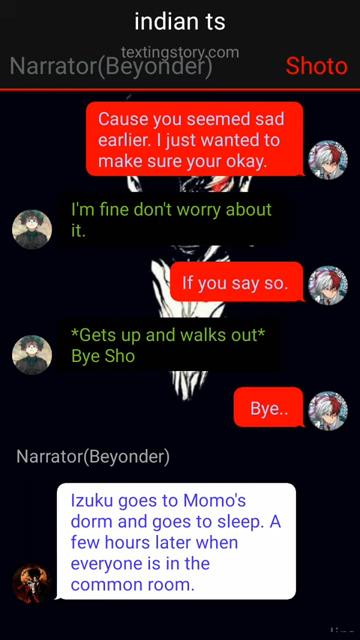 indian ts
textingstory.com
Narrator(Beyonder)
Shoto
Cause you seemed sad
earlier. I just wanted to
make sure your okay.
I'm fine don't worry about
it.
If you say so.
*Gets up and walks out*
Bye Sho
Bye..
Narrator(Beyonder)
Izuku goes to Momo's
dorm and goes to sleep. A
few hours later when
everyone is in the
common room.